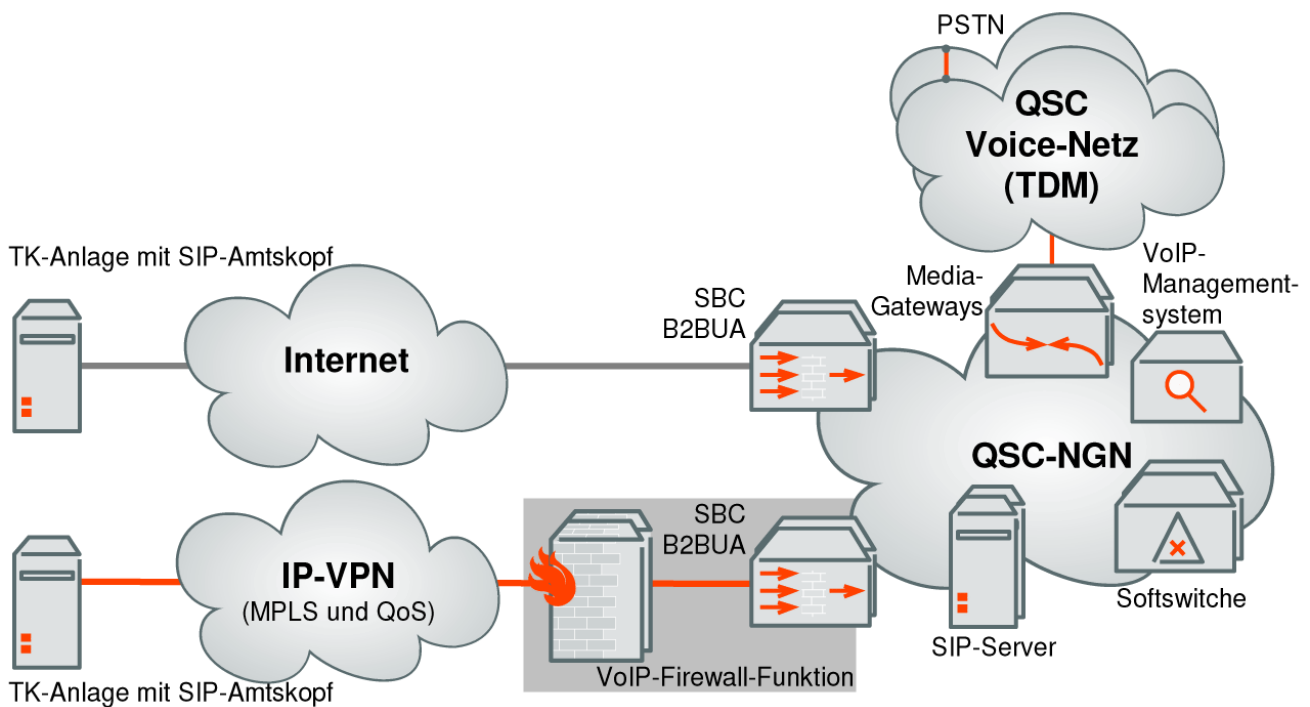 PSTN
QSC
Voice-Netz
(TDM)
TK-Anlage mit SIP-Amtskopf
Internet
SBC
B2BUA
Media-
Gateways
VoIP-
Management-
system
QSC-NGN
IP-VPN
(MPLS und QoS)
SBC
B2BUA
VoIP-Firewall-Funktion
SIP-Server
Softswitche
TK-Anlage mit SIP-Amtskopf